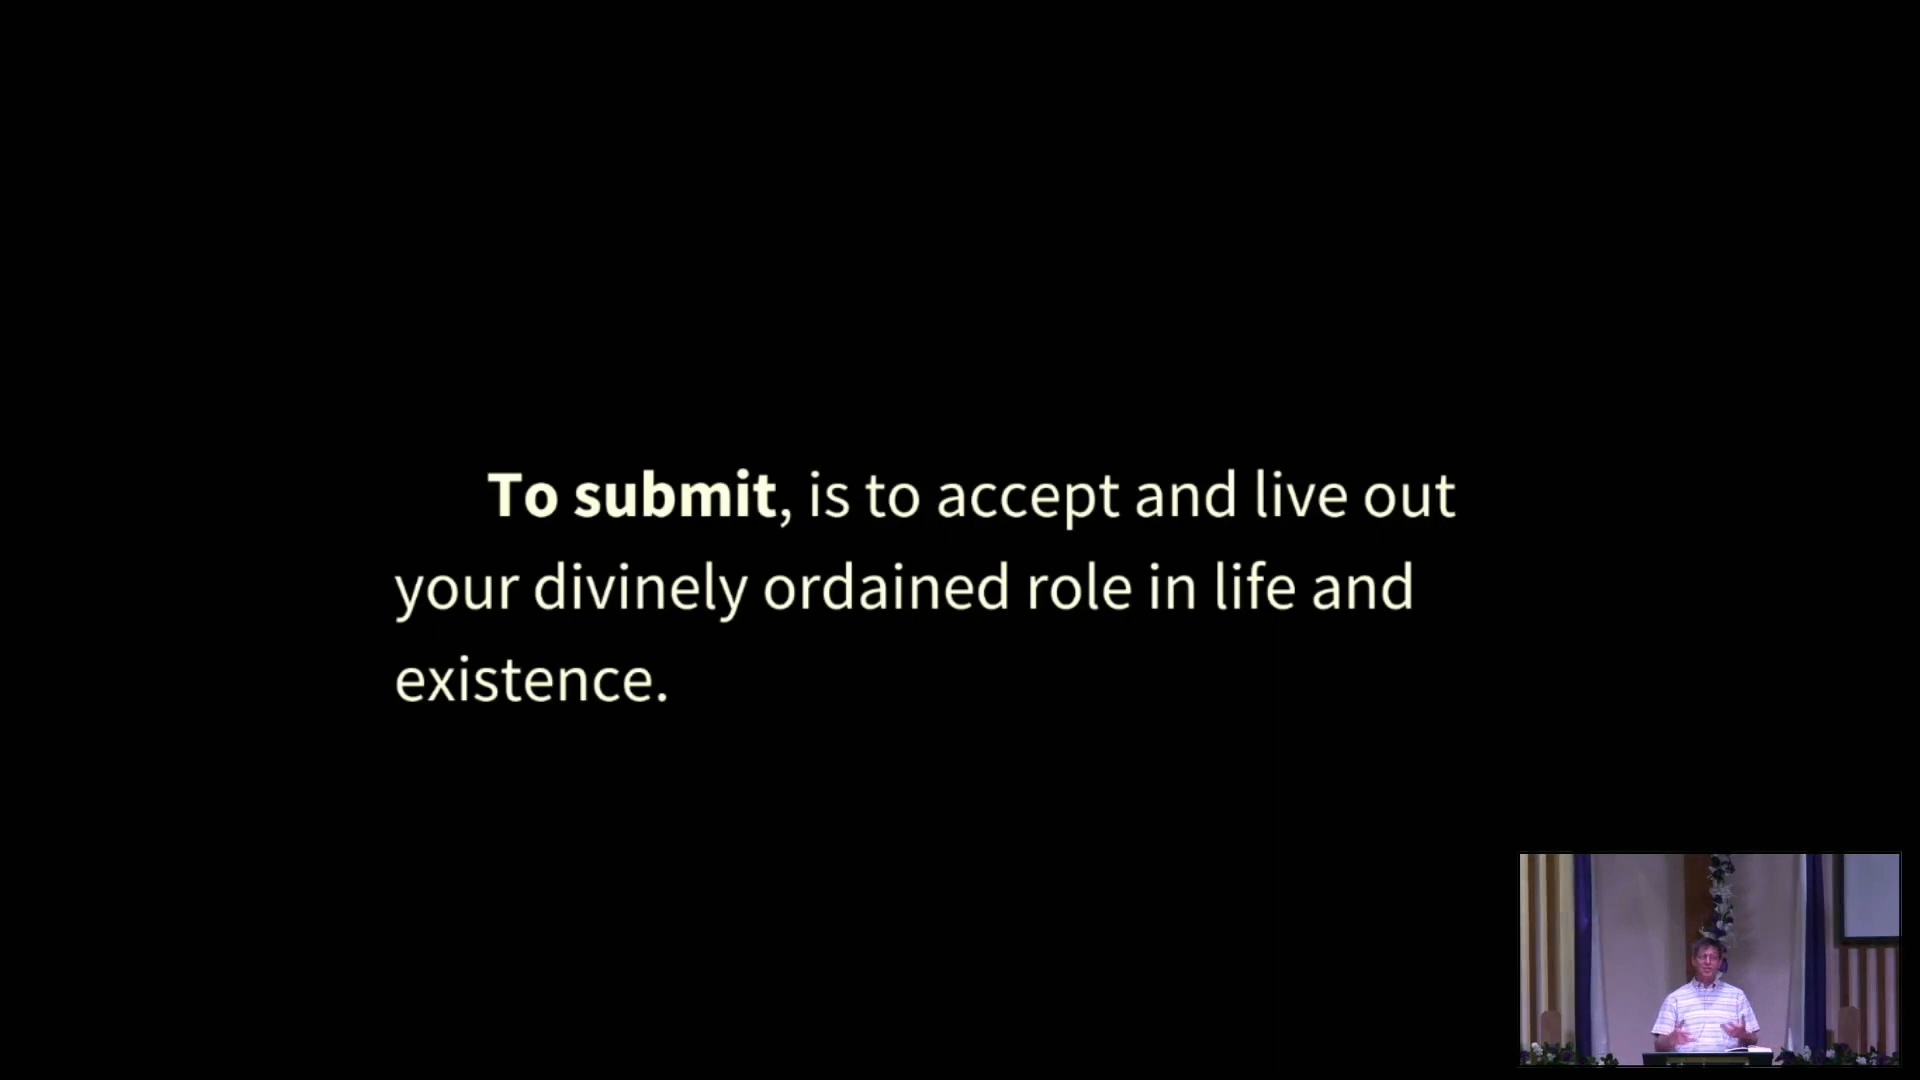 To submit, is to accept and live out
your divinely ordained role in life and
existence.